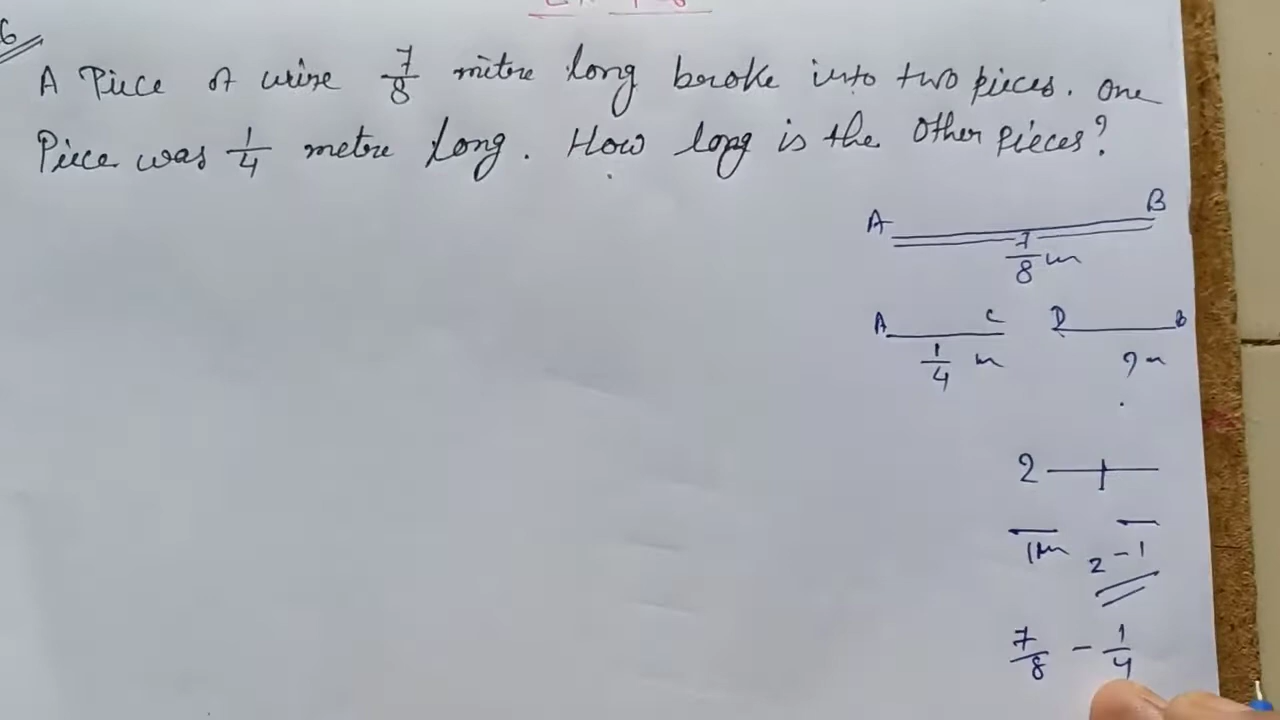 6
A Piece of wire 7/8 metre long broke into two pieces. One
Piece was 1/4 metre long. How long is the Other pieces?
A B
7/8 m
A C D B
1/4 m ? m
2
1m 2-1
7/8 - 1/4